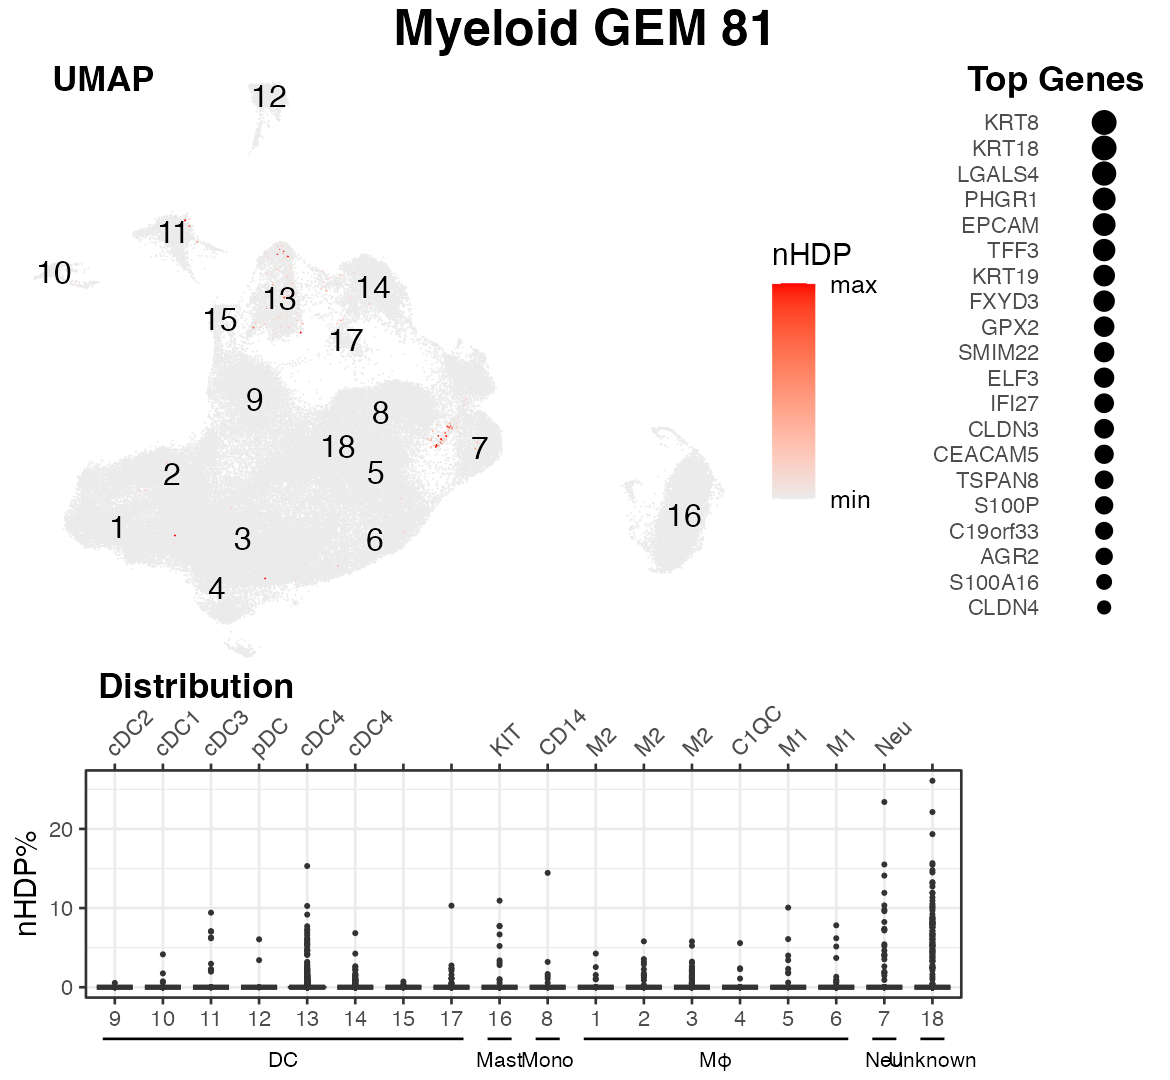 Myeloid GEM 81
UMAP
Top Genes
12
11
10
13
14
15
17
9
8
18
7
2
5
1
3
6
16
4
nHDP
max
min
KRT8
KRT18
LGALS4
PHGR1
EPCAM
TFF3
KRT19
FXYD3
GPX2
SMIM22
ELF3
IFI27
CLDN3
CEACAM5
TSPAN8
S100P
C19orf33
AGR2
S100A16
CLDN4
Distribution
cDC2 cDC1 cDC3 pDC cDC4 cDC4 KIT CD14 M2 M2 M2 C1QC M1 M1 Neu
nHDP%
20
10
0
9 10 11 12 13 14 15 17 16 8 1 2 3 4 5 6 7 18
DC Mast Mono Mφ Neu Unknown